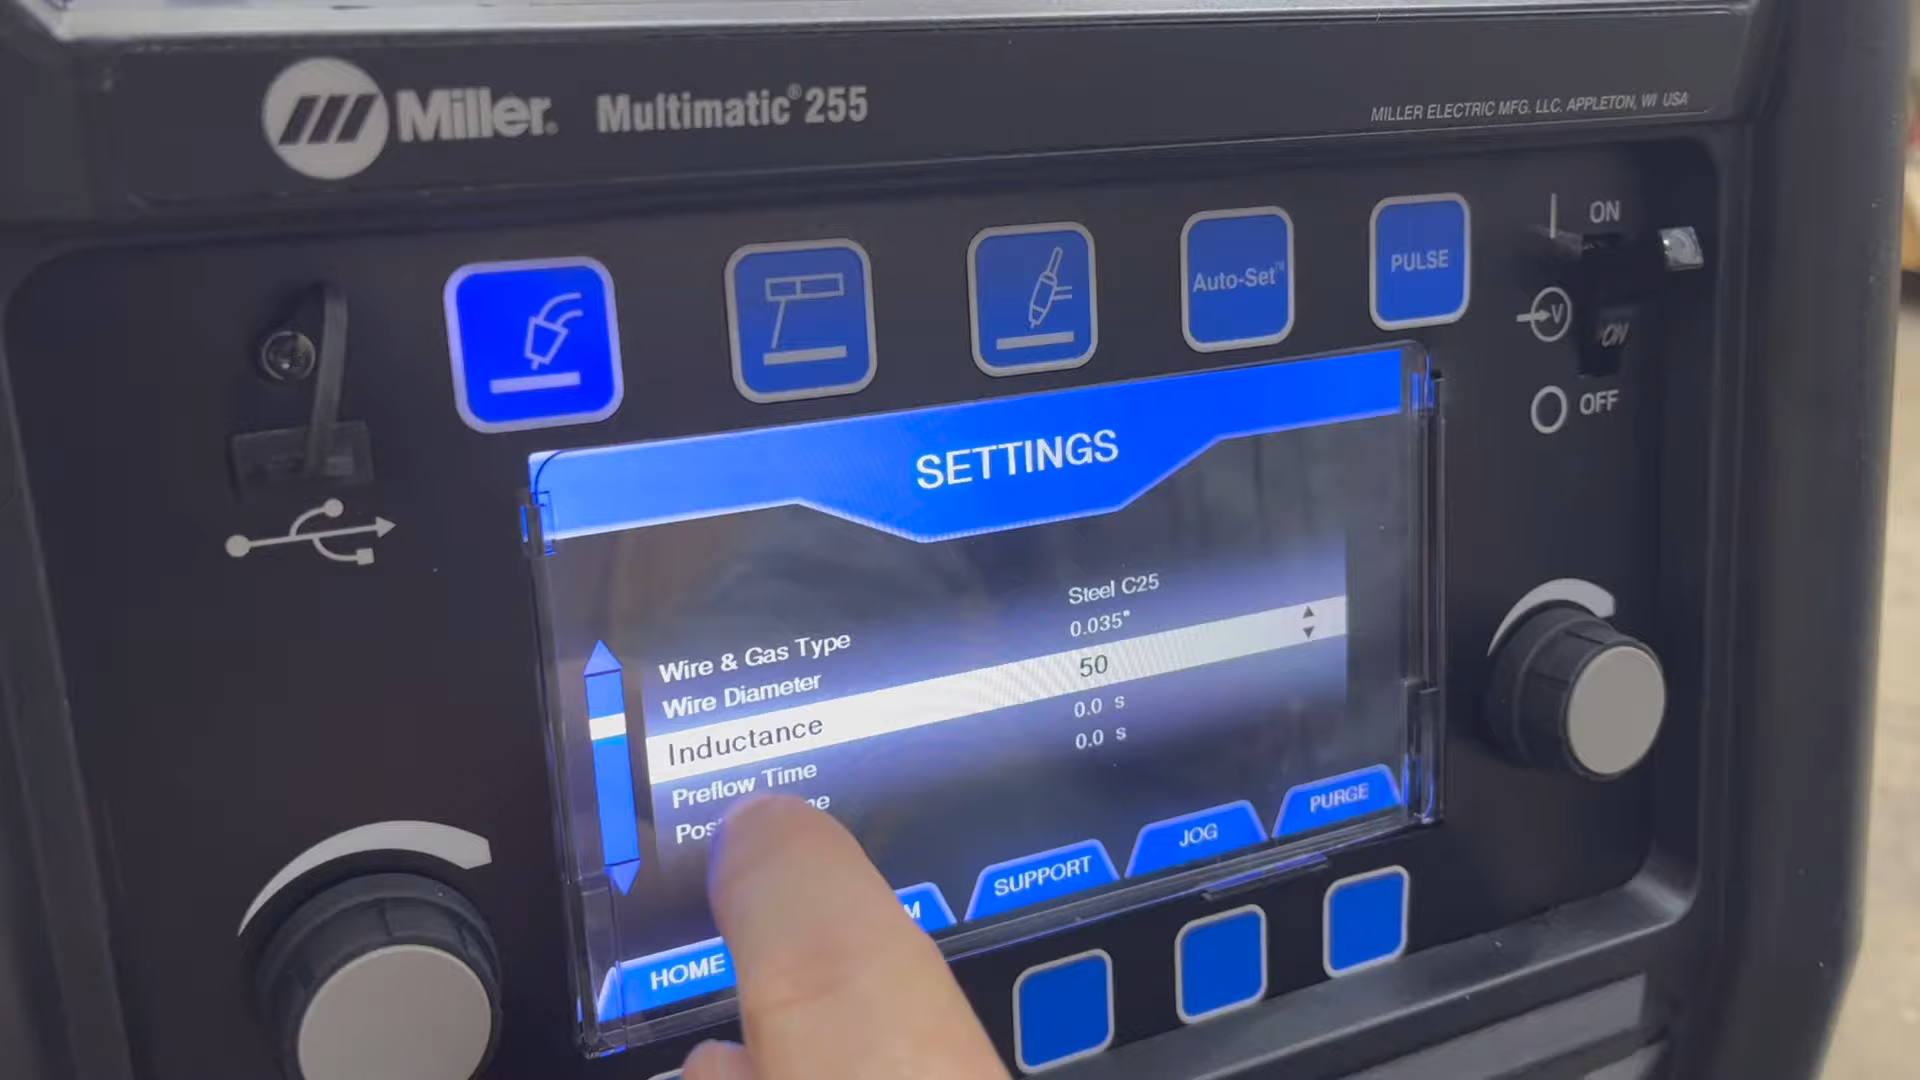 Miller® Multimatic® 255
MILLER ELECTRIC MFG. LLC. APPLETON, WI USA
Auto-Set™
PULSE
ON
V
ON
OFF
SETTINGS
Wire & Gas Type Steel C25
Wire Diameter 0.035"
Inductance 50
Preflow Time 0.0 s
0.0 s
HOME
SUPPORT
JOG
PURGE